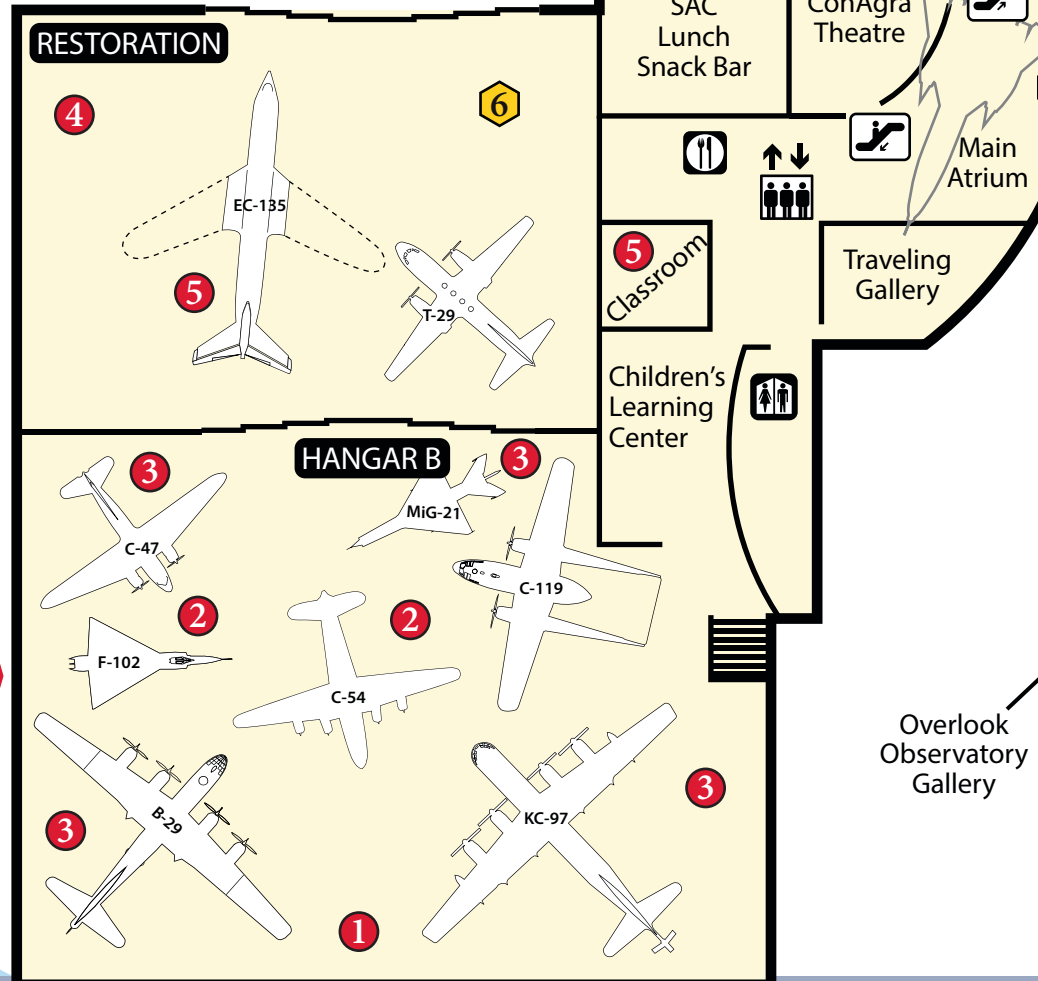 RESTORATION
4
6
EC-135
5
T-29
SAC
Lunch
Snack Bar
ConAgra
Theatre
Main
Atrium
5
Classroom
Traveling
Gallery
Children's
Learning
Center
HANGAR B
3
3
MiG-21
C-47
C-119
2
2
F-102
C-54
B-29
KC-97
3
3
1
Overlook
Observatory
Gallery